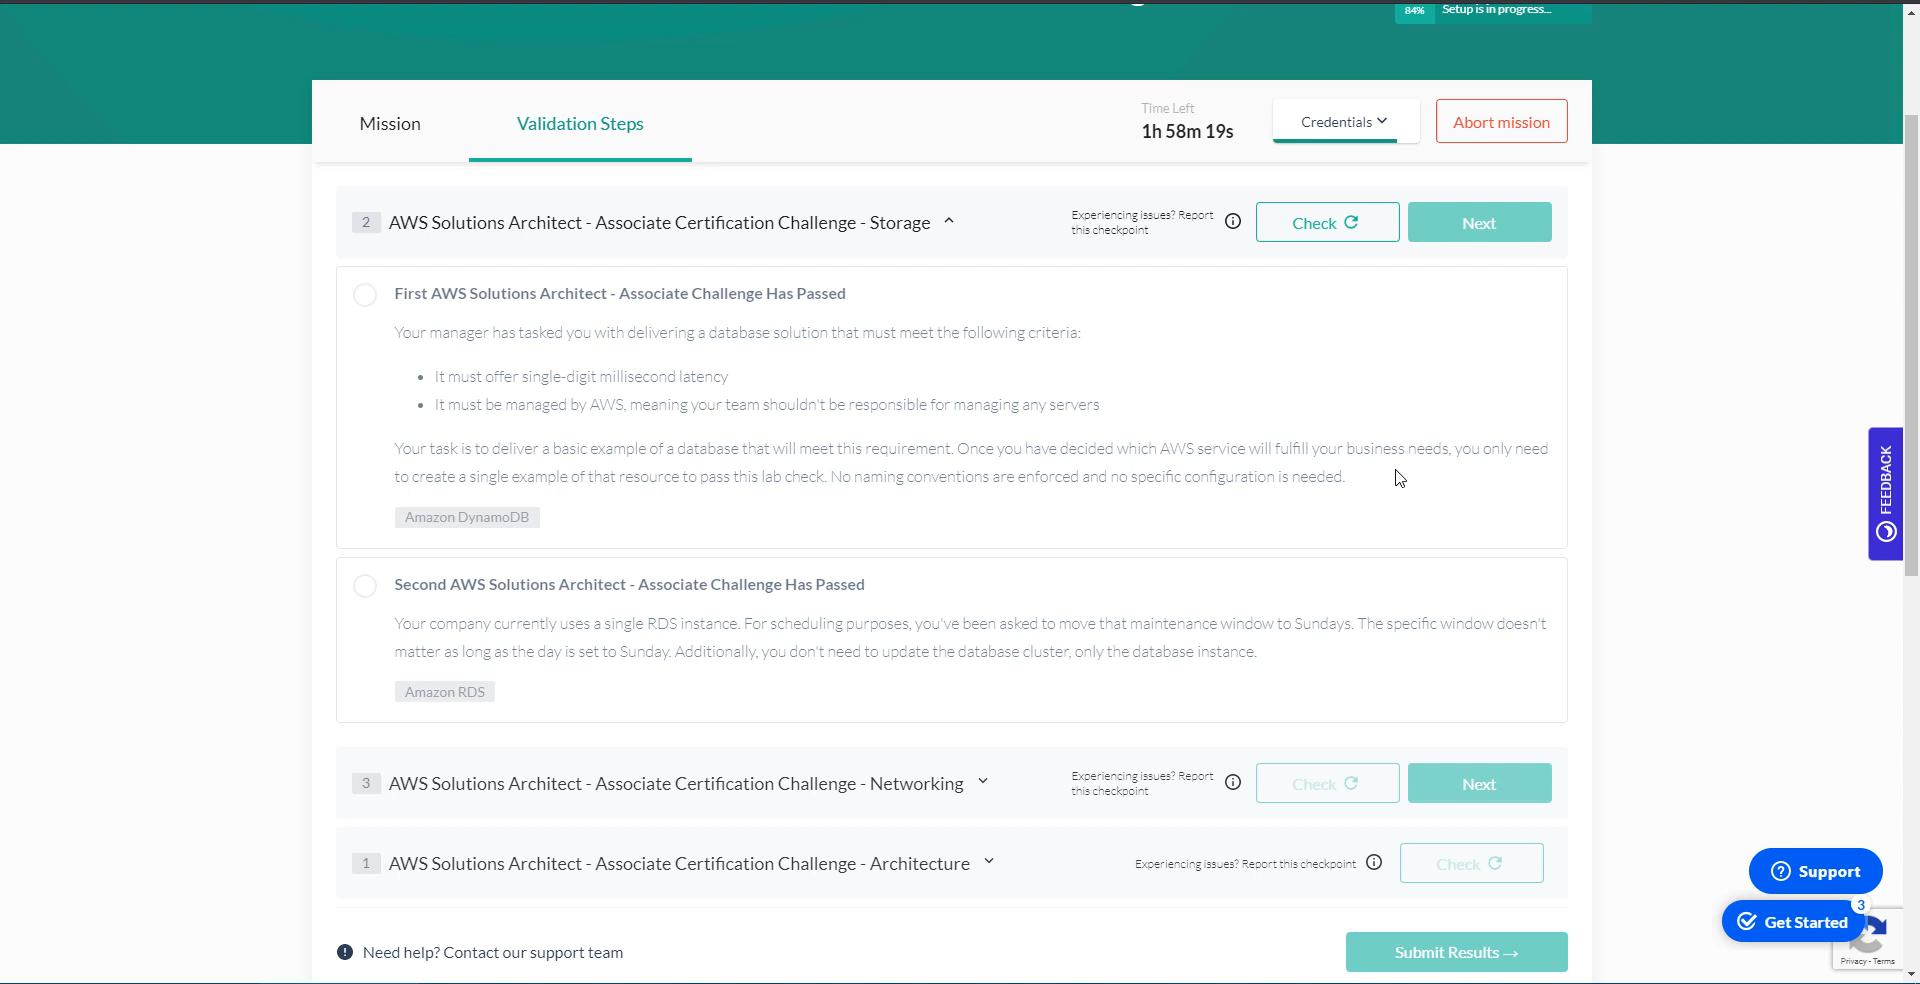 84% Setup is in progress...
Mission
Validation Steps
Time Left
1h 58m 19s
Credentials
Abort mission
2 AWS Solutions Architect - Associate Certification Challenge - Storage
Experiencing issues? Report
this checkpoint
Check
Next
First AWS Solutions Architect - Associate Challenge Has Passed
Your manager has tasked you with delivering a database solution that must meet the following criteria:
• It must offer single-digit millisecond latency
• It must be managed by AWS, meaning your team shouldn't be responsible for managing any servers
Your task is to deliver a basic example of a database that will meet this requirement. Once you have decided which AWS service will fulfill your business needs, you only need
to create a single example of that resource to pass this lab check. No naming conventions are enforced and no specific configuration is needed.
Amazon DynamoDB
Second AWS Solutions Architect - Associate Challenge Has Passed
Your company currently uses a single RDS instance. For scheduling purposes, you've been asked to move that maintenance window to Sundays. The specific window doesn't
matter as long as the day is set to Sunday. Additionally, you don't need to update the database cluster, only the database instance.
Amazon RDS
3 AWS Solutions Architect - Associate Certification Challenge - Networking
Experiencing issues? Report
this checkpoint
Check
Next
1 AWS Solutions Architect - Associate Certification Challenge - Architecture
Experiencing issues? Report this checkpoint
Check
Need help? Contact our support team
Submit Results →
FEEDBACK
Support
Get Started
3
Privacy - Terms